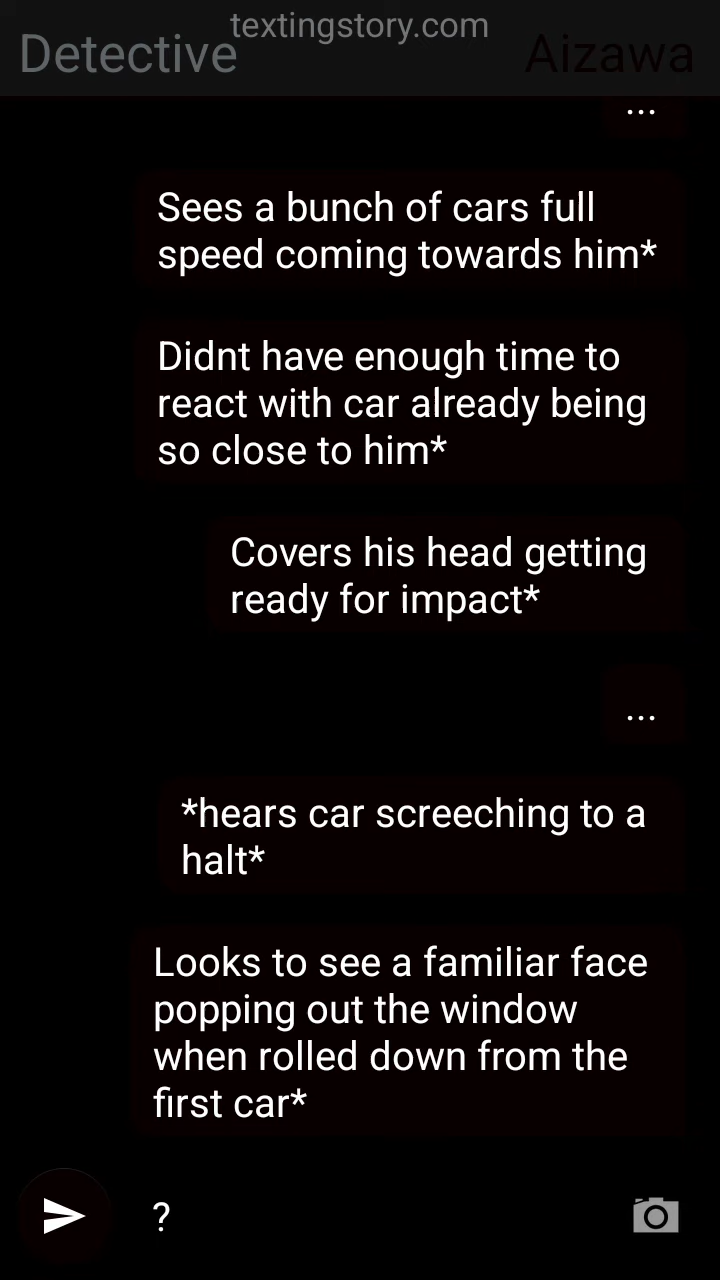 textingstory.com
Detective
Aizawa
...
Sees a bunch of cars full
speed coming towards him*
Didnt have enough time to
react with car already being
so close to him*
Covers his head getting
ready for impact*
...
*hears car screeching to a
halt*
Looks to see a familiar face
popping out the window
when rolled down from the
first car*
?